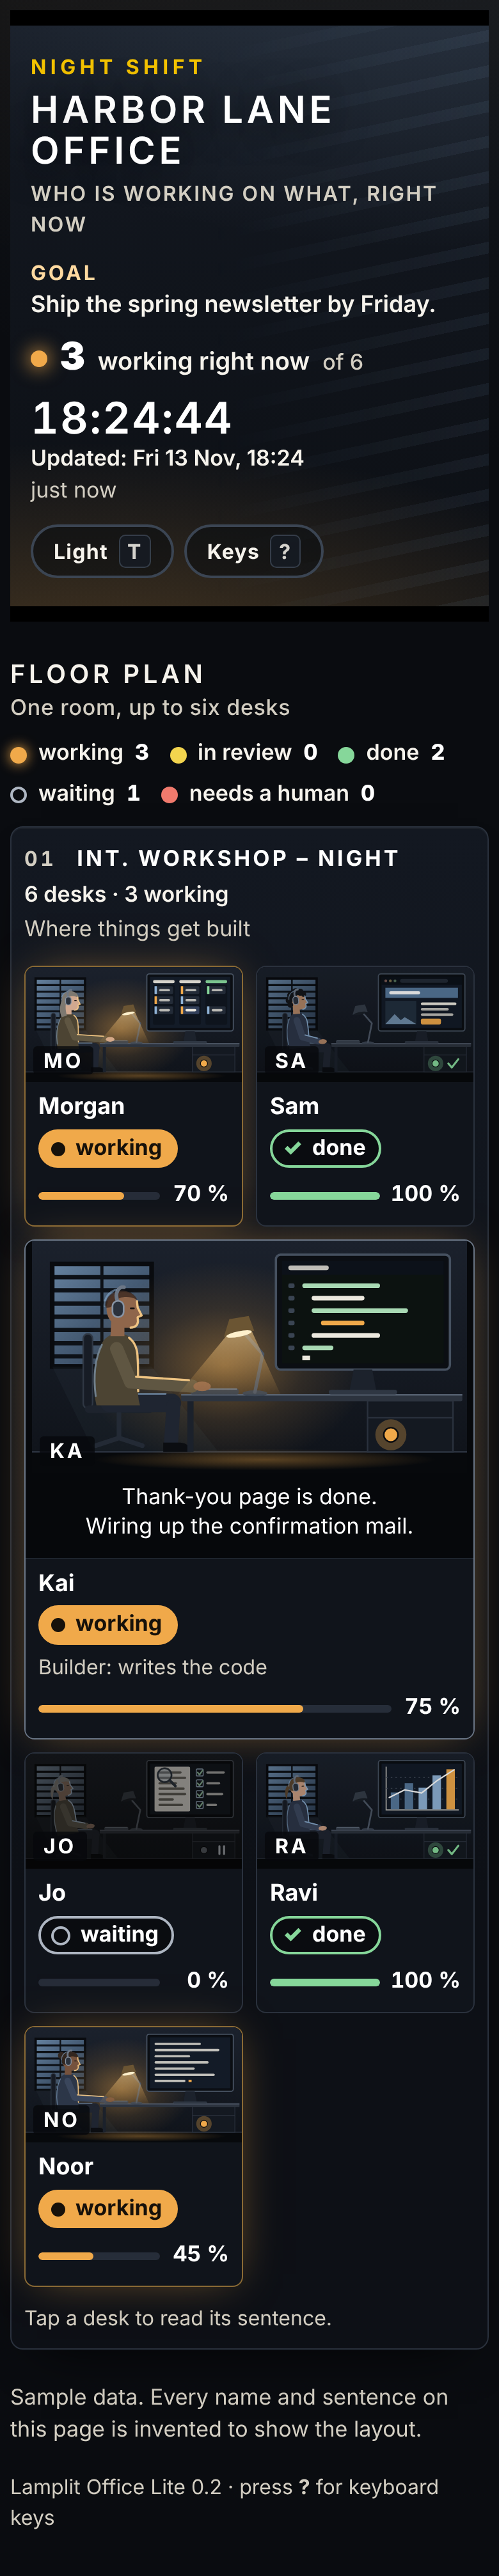 NIGHT SHIFT
HARBOR LANE
OFFICE
WHO IS WORKING ON WHAT, RIGHT
NOW
GOAL
Ship the spring newsletter by Friday.
3 working right now of 6
18:24:44
Updated: Fri 13 Nov, 18:24
just now
Light T Keys ?
FLOOR PLAN
One room, up to six desks
working 3 in review 0 done 2
waiting 1 needs a human 0
01 INT. WORKSHOP – NIGHT
6 desks · 3 working
Where things get built
MO
Morgan
working
70 %
SA
Sam
done
100 %
KA
Thank-you page is done.
Wiring up the confirmation mail.
Kai
working
Builder: writes the code
75 %
JO
Jo
waiting
0 %
RA
Ravi
done
100 %
NO
Noor
working
45 %
Tap a desk to read its sentence.
Sample data. Every name and sentence on
this page is invented to show the layout.
Lamplit Office Lite 0.2 · press ? for keyboard
keys